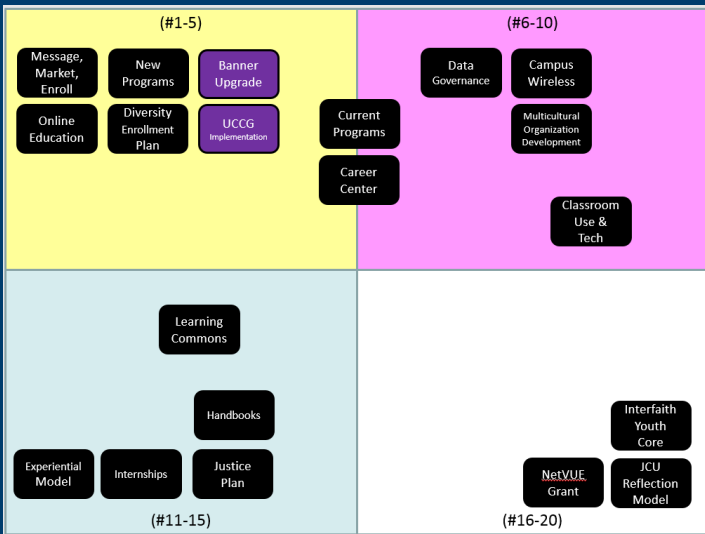 (#1-5)
Message,
Market,
Enroll
New
Programs
Banner
Upgrade
Online
Education
Diversity
Enrollment
Plan
UCCG
Implementation
Current
Programs
Career
Center
(#6-10)
Data
Governance
Campus
Wireless
Multicultural
Organization
Development
Classroom
Use &
Tech
Learning
Commons
Handbooks
Experiential
Model
Internships
Justice
Plan
(#11-15)
Interfaith
Youth
Core
NetVUE
Grant
JCU
Reflection
Model
(#16-20)